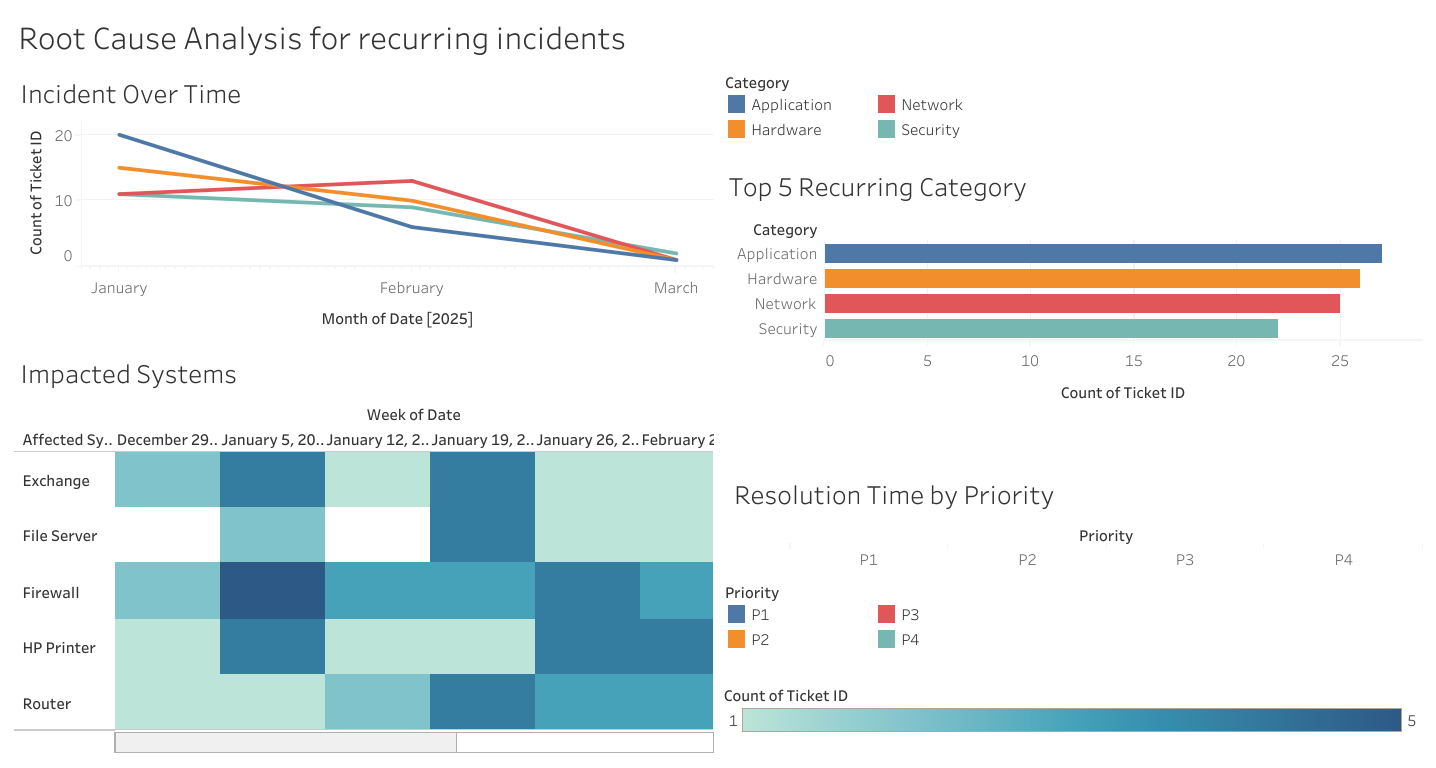 Root Cause Analysis for recurring incidents
Incident Over Time
Count of Ticket ID
20
10
0
January February March
Month of Date [2025]
Category
Application Network
Hardware Security
Top 5 Recurring Category
Category
Application
Hardware
Network
Security
0 5 10 15 20 25
Count of Ticket ID
Impacted Systems
Week of Date
Affected Sy.. December 29.. January 5, 20.. January 12, 2.. January 19, 2.. January 26, 2.. February 2
Exchange
File Server
Firewall
HP Printer
Router
Resolution Time by Priority
Priority
P1 P2 P3 P4
Priority
P1 P3
P2 P4
Count of Ticket ID
1 5